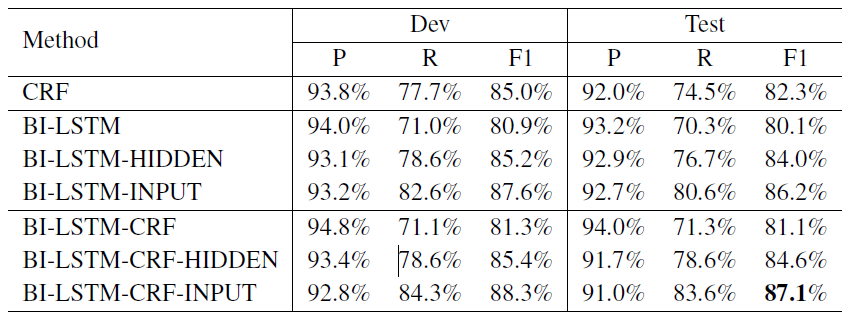 Method Dev Test
P R F1 P R F1
CRF 93.8% 77.7% 85.0% 92.0% 74.5% 82.3%
BI-LSTM 94.0% 71.0% 80.9% 93.2% 70.3% 80.1%
BI-LSTM-HIDDEN 93.1% 78.6% 85.2% 92.9% 76.7% 84.0%
BI-LSTM-INPUT 93.2% 82.6% 87.6% 92.7% 80.6% 86.2%
BI-LSTM-CRF 94.8% 71.1% 81.3% 94.0% 71.3% 81.1%
BI-LSTM-CRF-HIDDEN 93.4% 78.6% 85.4% 91.7% 78.6% 84.6%
BI-LSTM-CRF-INPUT 92.8% 84.3% 88.3% 91.0% 83.6% 87.1%